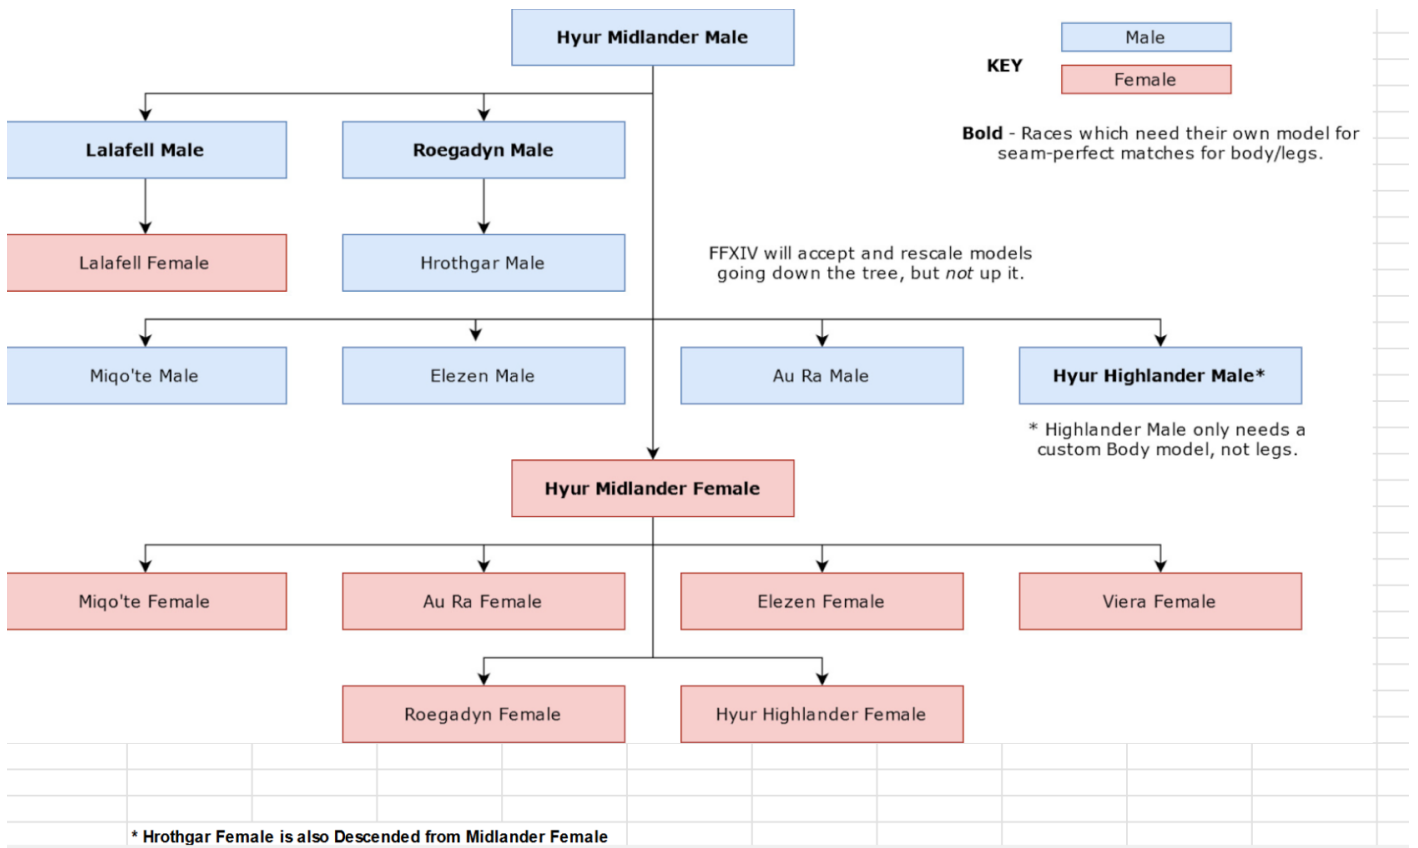 Hyur Midlander Male
KEY
Male
Female
Bold - Races which need their own model for
seam-perfect matches for body/legs.
Lalafell Male
Roegadyn Male
Lalafell Female
Hrothgar Male
FFXIV will accept and rescale models
going down the tree, but not up it.
Miqo'te Male
Elezen Male
Au Ra Male
Hyur Highlander Male*
* Highlander Male only needs a
custom Body model, not legs.
Hyur Midlander Female
Miqo'te Female
Au Ra Female
Elezen Female
Viera Female
Roegadyn Female
Hyur Highlander Female
* Hrothgar Female is also Descended from Midlander Female